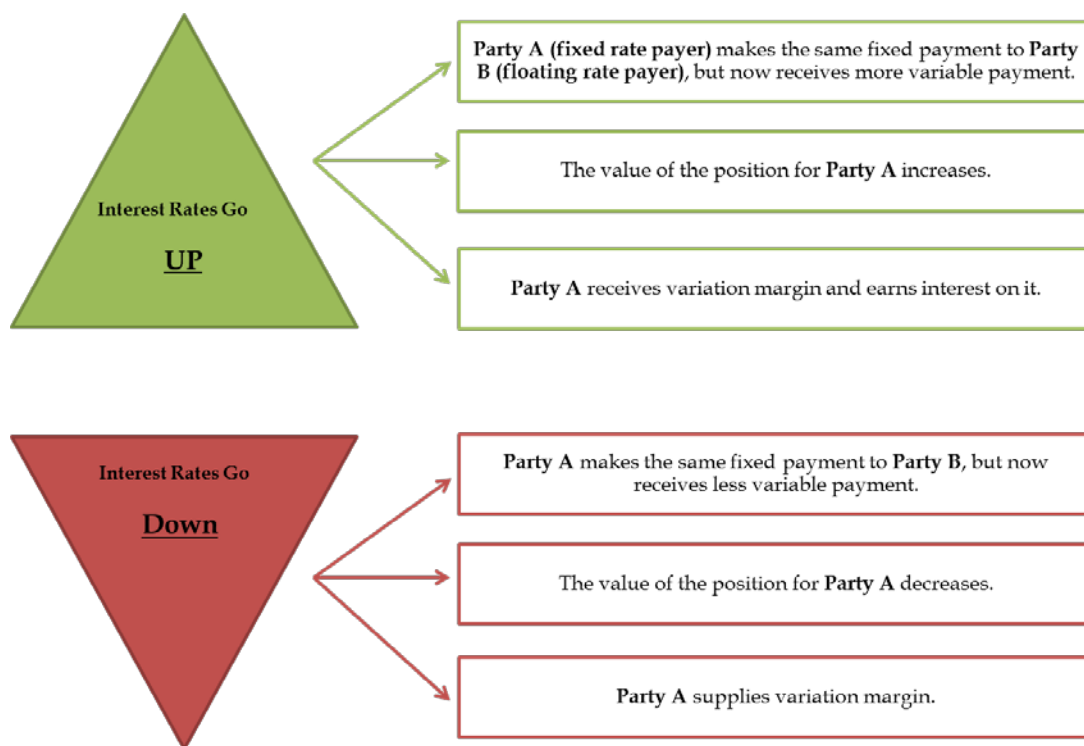 Interest Rates Go
UP
Party A (fixed rate payer) makes the same fixed payment to Party
B (floating rate payer), but now receives more variable payment.
The value of the position for Party A increases.
Party A receives variation margin and earns interest on it.
Interest Rates Go
Down
Party A makes the same fixed payment to Party B, but now
receives less variable payment.
The value of the position for Party A decreases.
Party A supplies variation margin.